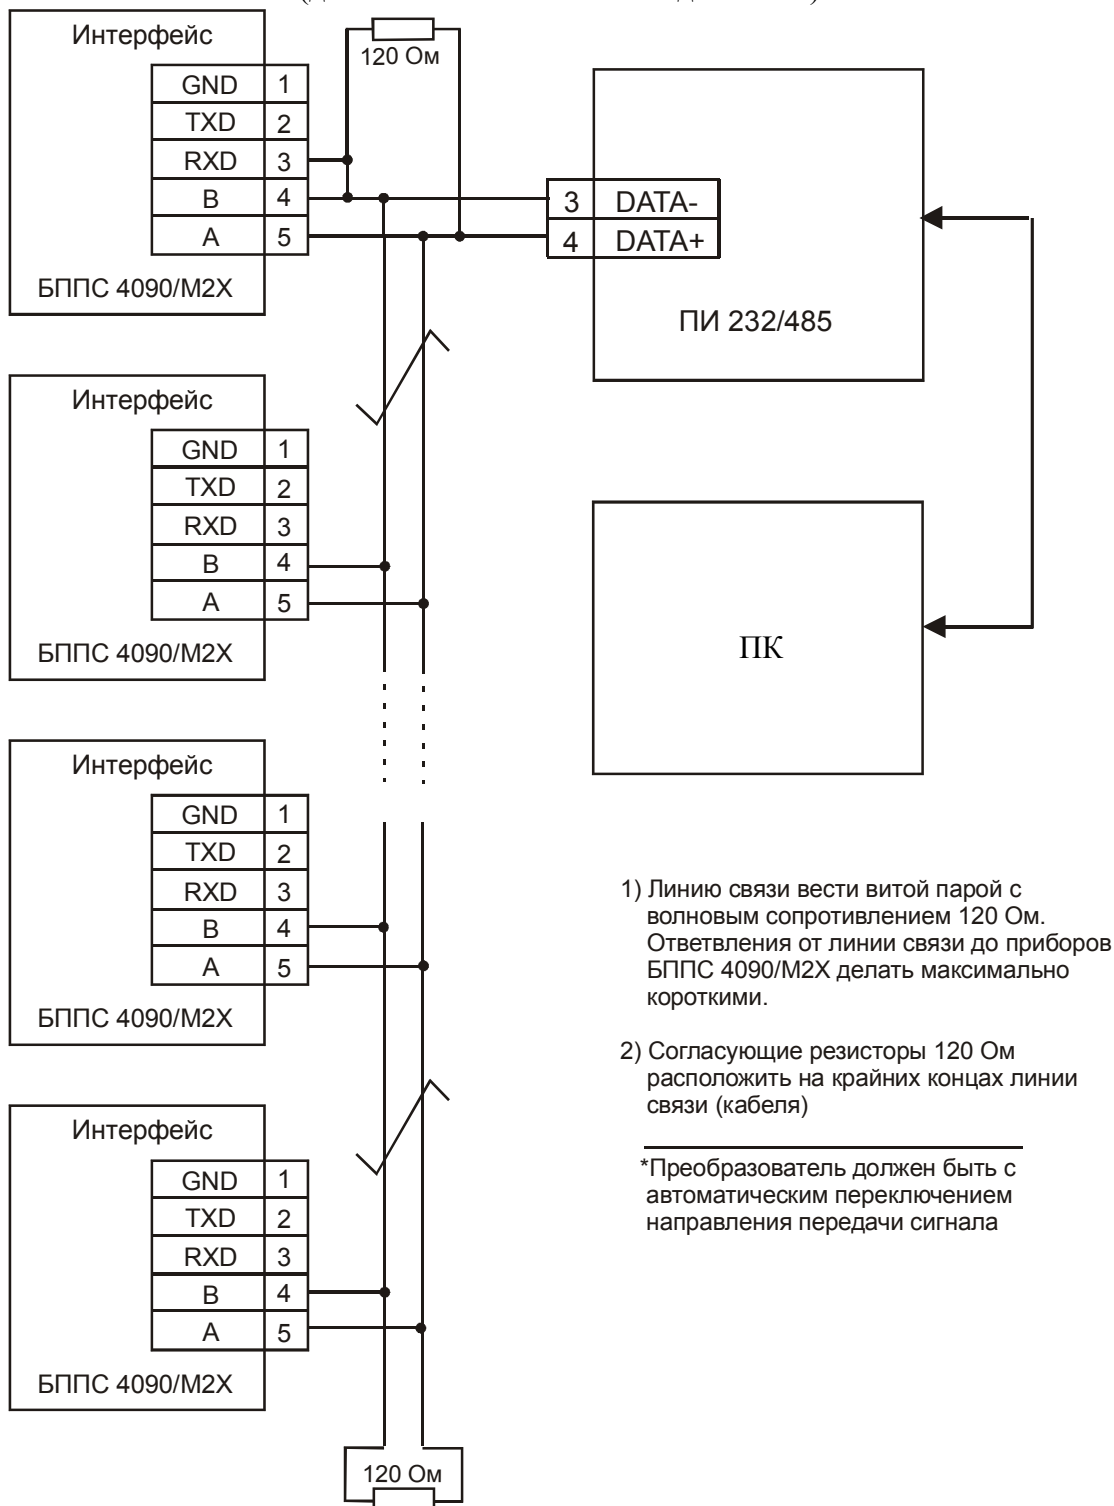 Интерфейс
GND 1
TXD 2
RXD 3
B 4
A 5
БППС 4090/М2Х
120 Ом
3 DATA-
4 DATA+
ПИ 232/485
Интерфейс
GND 1
TXD 2
RXD 3
B 4
A 5
БППС 4090/М2Х
ПК
Интерфейс
GND 1
TXD 2
RXD 3
B 4
A 5
БППС 4090/М2Х
1) Линию связи вести витой парой с
волновым сопротивлением 120 Ом.
Ответвления от линии связи до приборов
БППС 4090/М2Х делать максимально
короткими.
2) Согласующие резисторы 120 Ом
расположить на крайних концах линии
связи (кабеля)
*Преобразователь должен быть с
автоматическим переключением
направления передачи сигнала
Интерфейс
GND 1
TXD 2
RXD 3
B 4
A 5
БППС 4090/М2Х
120 Ом